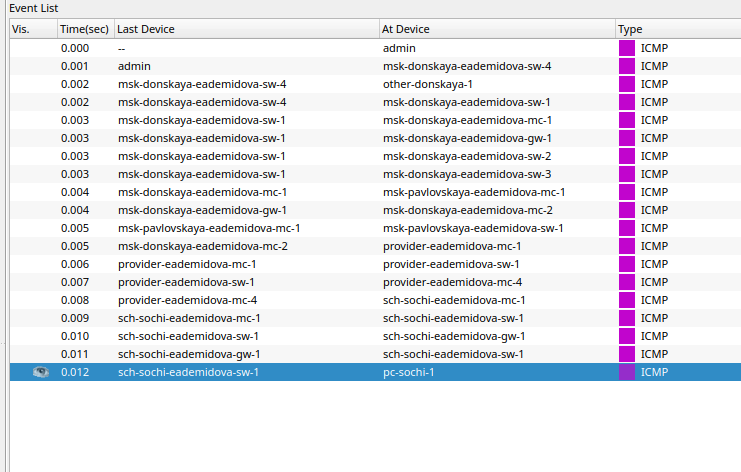 Event List
Vis. Time(sec) Last Device At Device Type
0.000 -- admin ICMP
0.001 admin msk-donskaya-eademidova-sw-4 ICMP
0.002 msk-donskaya-eademidova-sw-4 other-donskaya-1 ICMP
0.002 msk-donskaya-eademidova-sw-4 msk-donskaya-eademidova-sw-1 ICMP
0.003 msk-donskaya-eademidova-sw-1 msk-donskaya-eademidova-mc-1 ICMP
0.003 msk-donskaya-eademidova-sw-1 msk-donskaya-eademidova-gw-1 ICMP
0.003 msk-donskaya-eademidova-sw-1 msk-donskaya-eademidova-sw-2 ICMP
0.003 msk-donskaya-eademidova-sw-1 msk-donskaya-eademidova-sw-3 ICMP
0.004 msk-donskaya-eademidova-mc-1 msk-pavlovskaya-eademidova-mc-1 ICMP
0.004 msk-donskaya-eademidova-gw-1 msk-donskaya-eademidova-mc-2 ICMP
0.005 msk-pavlovskaya-eademidova-mc-1 msk-pavlovskaya-eademidova-sw-1 ICMP
0.005 msk-donskaya-eademidova-mc-2 provider-eademidova-mc-1 ICMP
0.006 provider-eademidova-mc-1 provider-eademidova-sw-1 ICMP
0.007 provider-eademidova-sw-1 provider-eademidova-mc-4 ICMP
0.008 provider-eademidova-mc-4 sch-sochi-eademidova-mc-1 ICMP
0.009 sch-sochi-eademidova-mc-1 sch-sochi-eademidova-sw-1 ICMP
0.010 sch-sochi-eademidova-sw-1 sch-sochi-eademidova-gw-1 ICMP
0.011 sch-sochi-eademidova-gw-1 sch-sochi-eademidova-sw-1 ICMP
0.012 sch-sochi-eademidova-sw-1 pc-sochi-1 ICMP